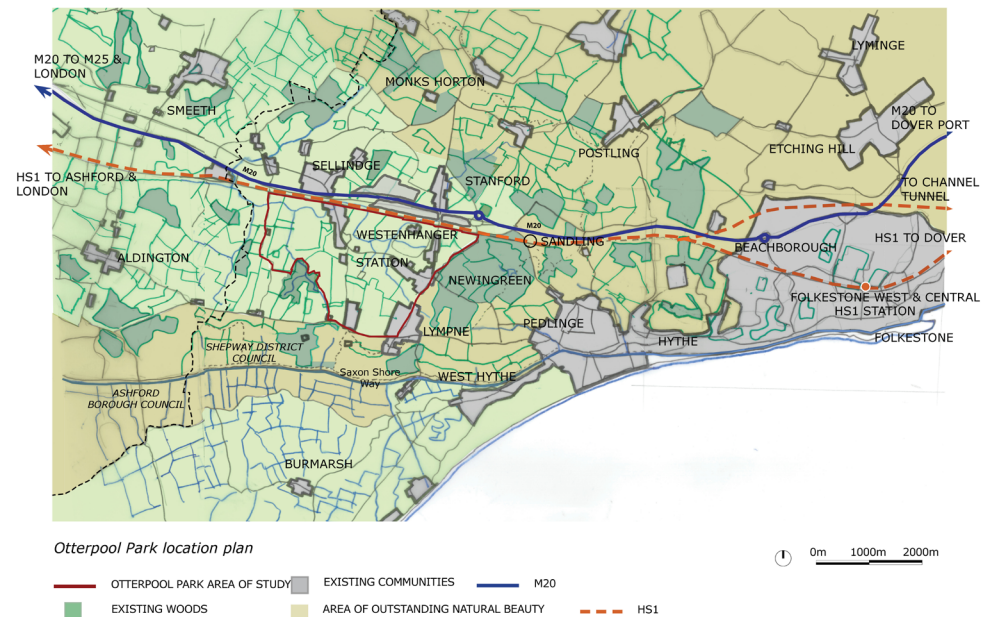 LYMINGE
M20 TO M25 &
LONDON
MONKS HORTON
SMEETH
M20 TO
DOVER PORT
ETCHING HILL
POSTLING
SELLINDGE
M20
HS1 TO ASHFORD &
LONDON
STANFORD
TO CHANNEL
TUNNEL
M20
WESTENHANGER
SANDLING
HS1 TO DOVER
BEACHBOROUGH
ALDINGTON
STATION
NEWINGREEN
FOLKESTONE WEST & CENTRAL
HS1 STATION
PEDLINGE
LYMPNE
FOLKESTONE
HYTHE
SHEPWAY DISTRICT
COUNCIL
Saxon Shore
Way
WEST HYTHE
ASHFORD
BOROUGH COUNCIL
BURMARSH
Otterpool Park location plan
0m 1000m 2000m
OTTERPOOL PARK AREA OF STUDY
EXISTING COMMUNITIES
M20
EXISTING WOODS
AREA OF OUTSTANDING NATURAL BEAUTY
HS1